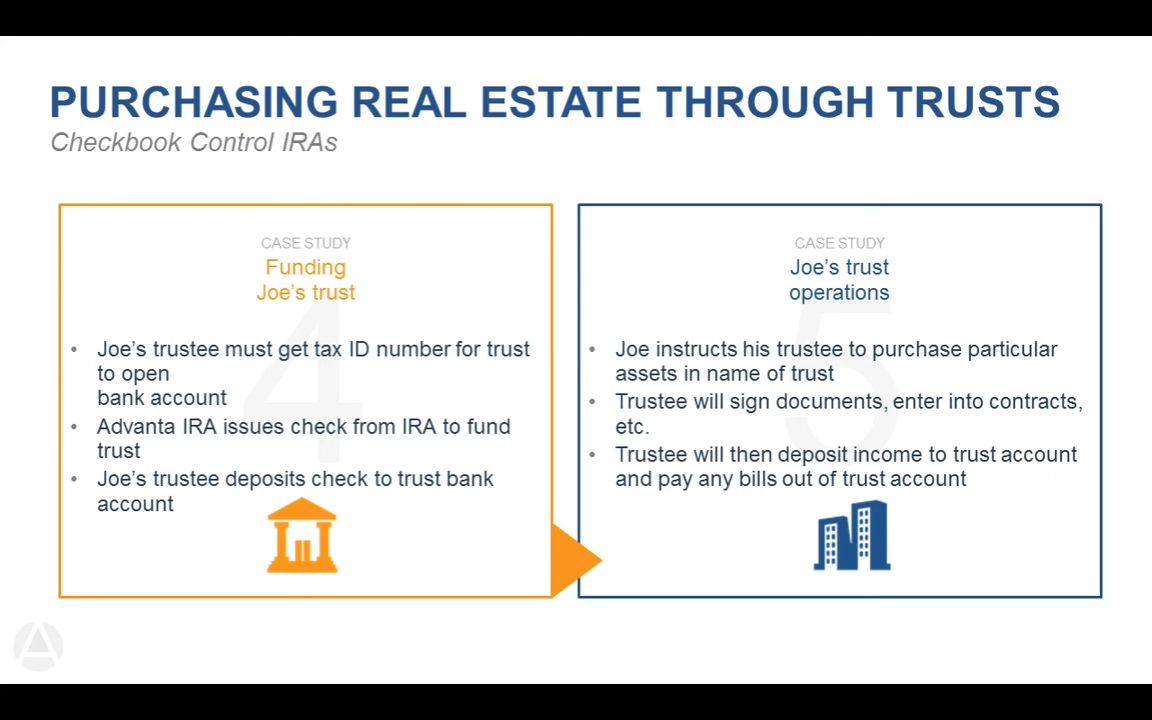 PURCHASING REAL ESTATE THROUGH TRUSTS
Checkbook Control IRAs
CASE STUDY
Funding
Joe's trust
4
• Joe's trustee must get tax ID number for trust
to open
bank account
• Advanta IRA issues check from IRA to fund
trust
• Joe's trustee deposits check to trust bank
account
CASE STUDY
Joe's trust
operations
5
• Joe instructs his trustee to purchase particular
assets in name of trust
• Trustee will sign documents, enter into contracts,
etc.
• Trustee will then deposit income to trust account
and pay any bills out of trust account